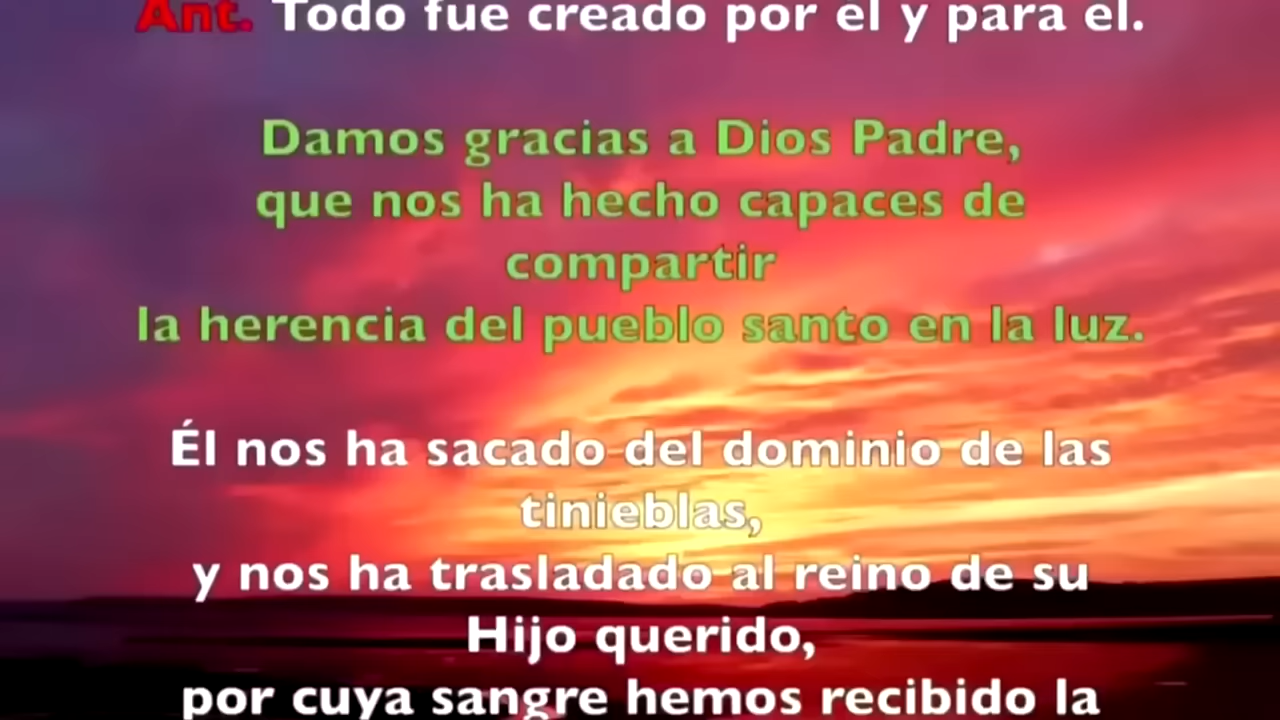 Ant. Todo fue creado por él y para él.
Damos gracias a Dios Padre,
que nos ha hecho capaces de
compartir
la herencia del pueblo santo en la luz.
Él nos ha sacado del dominio de las
tinieblas,
y nos ha trasladado al reino de su
Hijo querido,
por cuya sangre hemos recibido la